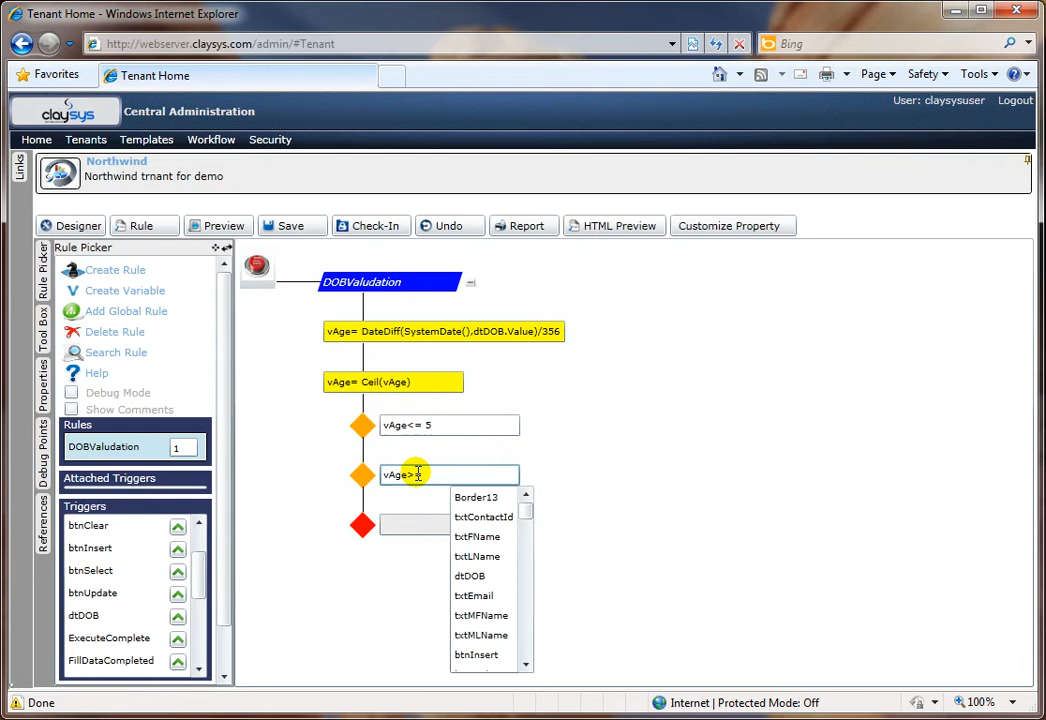 Tenant Home - Windows Internet Explorer
http://webserver.claysys.com/admin/#Tenant
Bing
Favorites
Tenant Home
Page
Safety
Tools
claysys
Central Administration
User: claysysuser
Logout
Home
Tenants
Templates
Workflow
Security
Links
Northwind
Northwind trnant for demo
Designer
Rule
Preview
Save
Check-In
Undo
Report
HTML Preview
Customize Property
Rule Picker
Tool Box
Properties
Debug Points
References
Rule Picker
Create Rule
Create Variable
Add Global Rule
Delete Rule
Search Rule
Help
Debug Mode
Show Comments
Rules
DOBValudation 1
Attached Triggers
Triggers
btnClear
btnInsert
btnSelect
btnUpdate
dtDOB
ExecuteComplete
FillDataCompleted
DOBValudation
vAge= DateDiff(SystemDate(),dtDOB.Value)/356
vAge= Ceil(vAge)
vAge<= 5
vAge>=
Border13
txtContactId
txtFName
txtLName
dtDOB
txtEmail
txtMFName
txtMLName
btnInsert
Done
Internet | Protected Mode: Off
100%